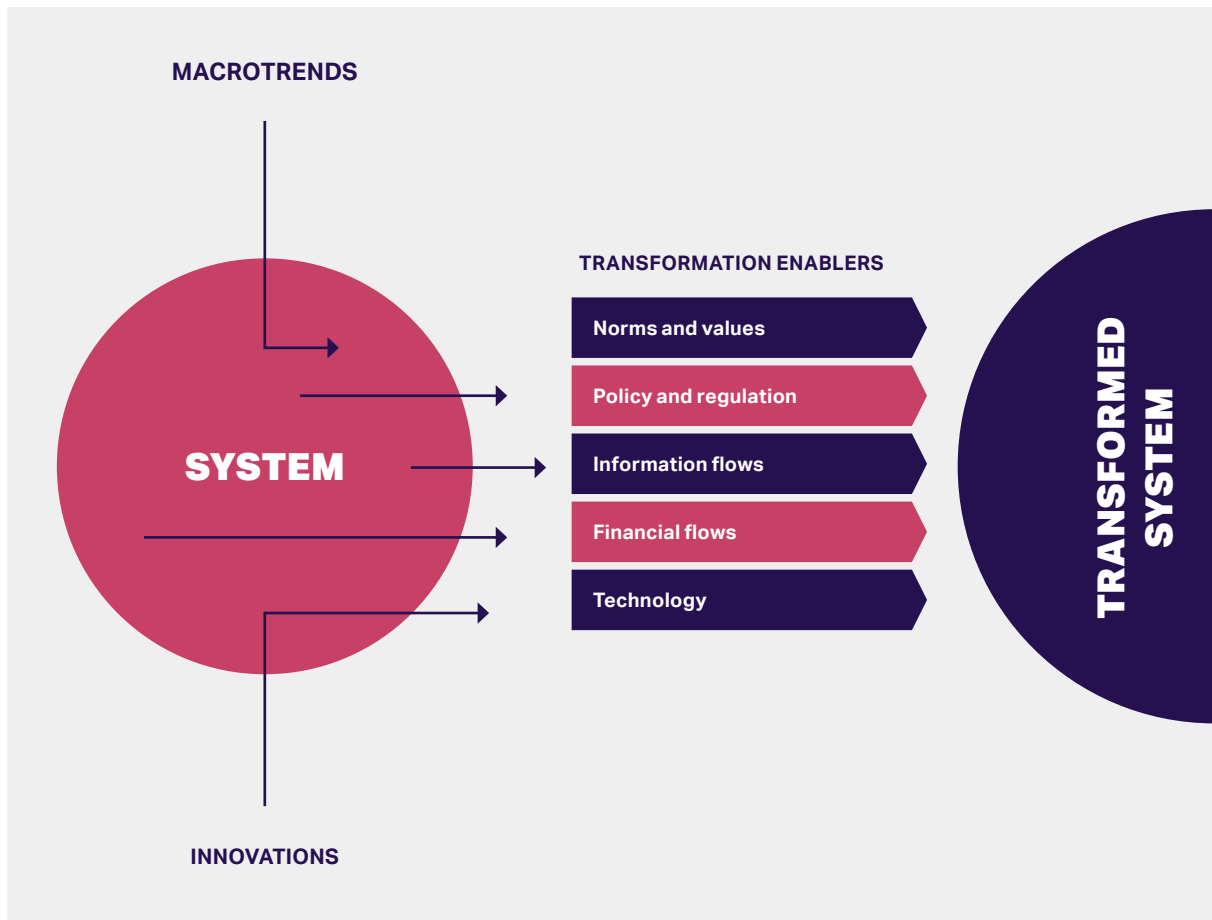 MACROTRENDS
SYSTEM
TRANSFORMATION ENABLERS
Norms and values
Policy and regulation
Information flows
Financial flows
Technology
TRANSFORMED
SYSTEM
INNOVATIONS